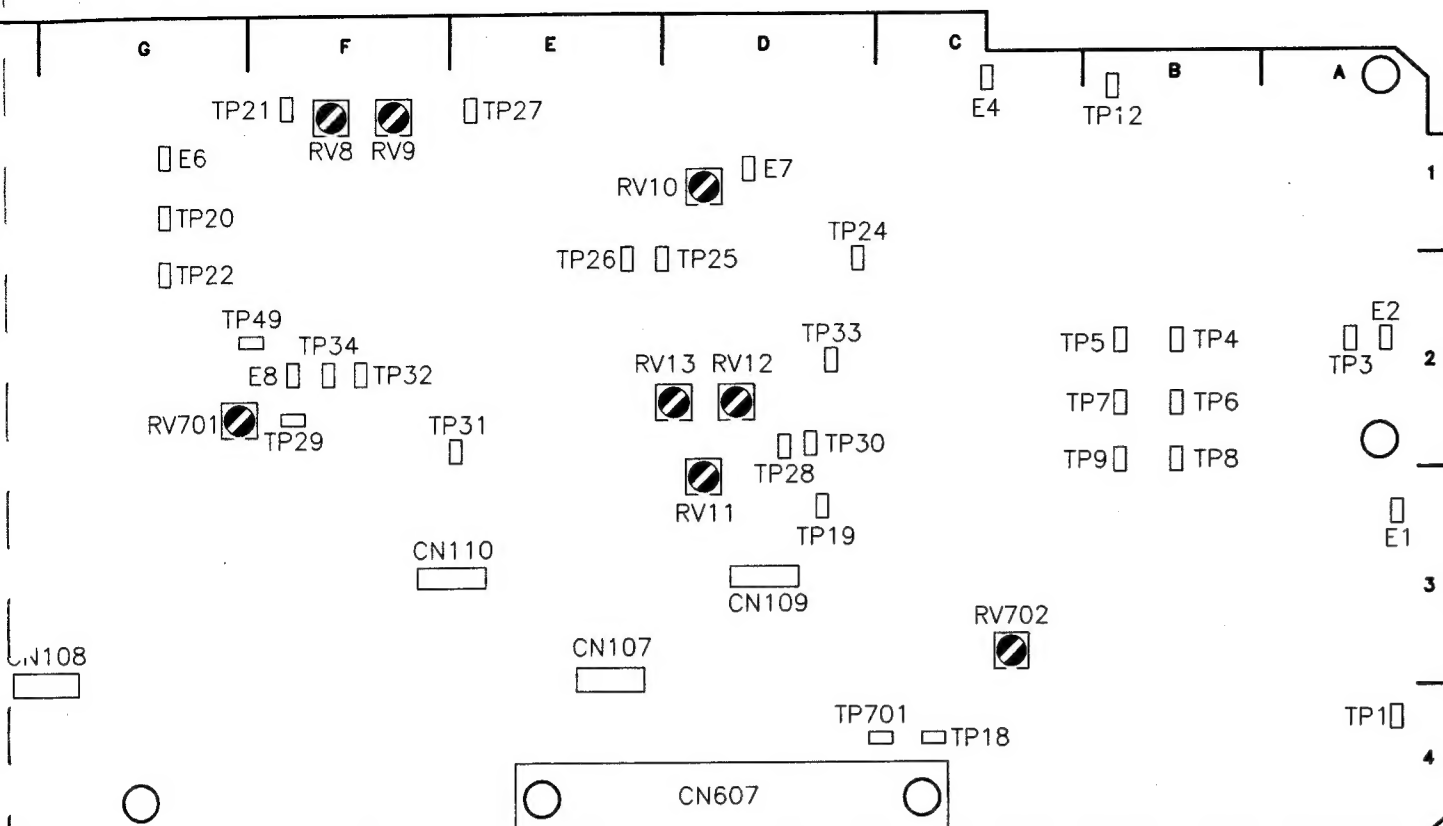 G F E D C B A
TP21 RV8 RV9 TP27 E4 TP12
E6 RV10 E7 1
TP20 TP24
TP22 TP26 TP25
TP49 TP34 TP33 TP5 TP4 E2
E8 TP32 RV13 RV12 TP3 2
RV701 TP29 TP31 TP7 TP6
TP28 TP30 TP9 TP8
RV11 TP19 E1
CN110 CN109 3
RV702
CN108 CN107
TP701 TP18 TP1
CN607 4